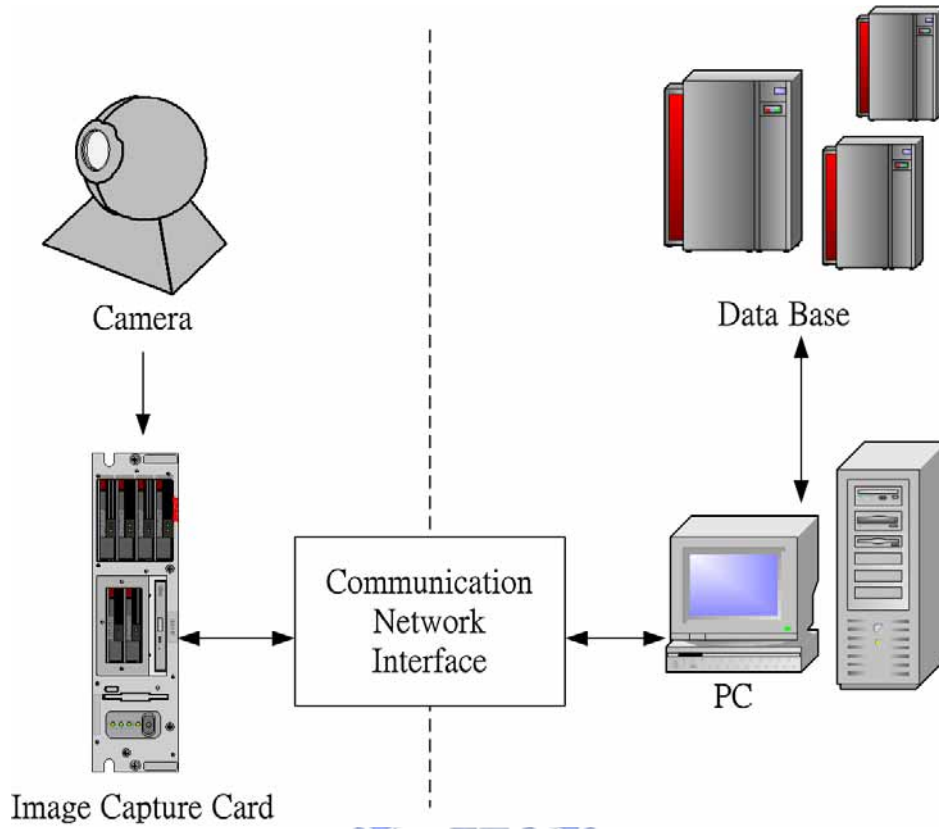 Camera
Data Base
Communication
Network
Interface
PC
Image Capture Card